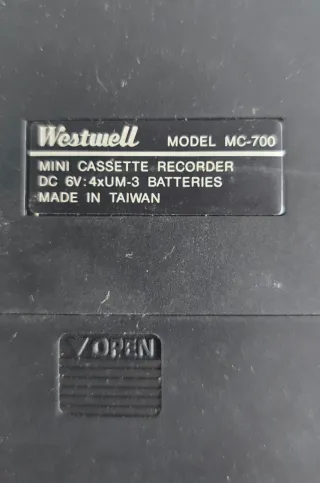 Westwell MODEL MC-700
MINI CASSETTE RECORDER
DC 6V: 4xUM-3 BATTERIES
MADE IN TAIWAN
/OPEN